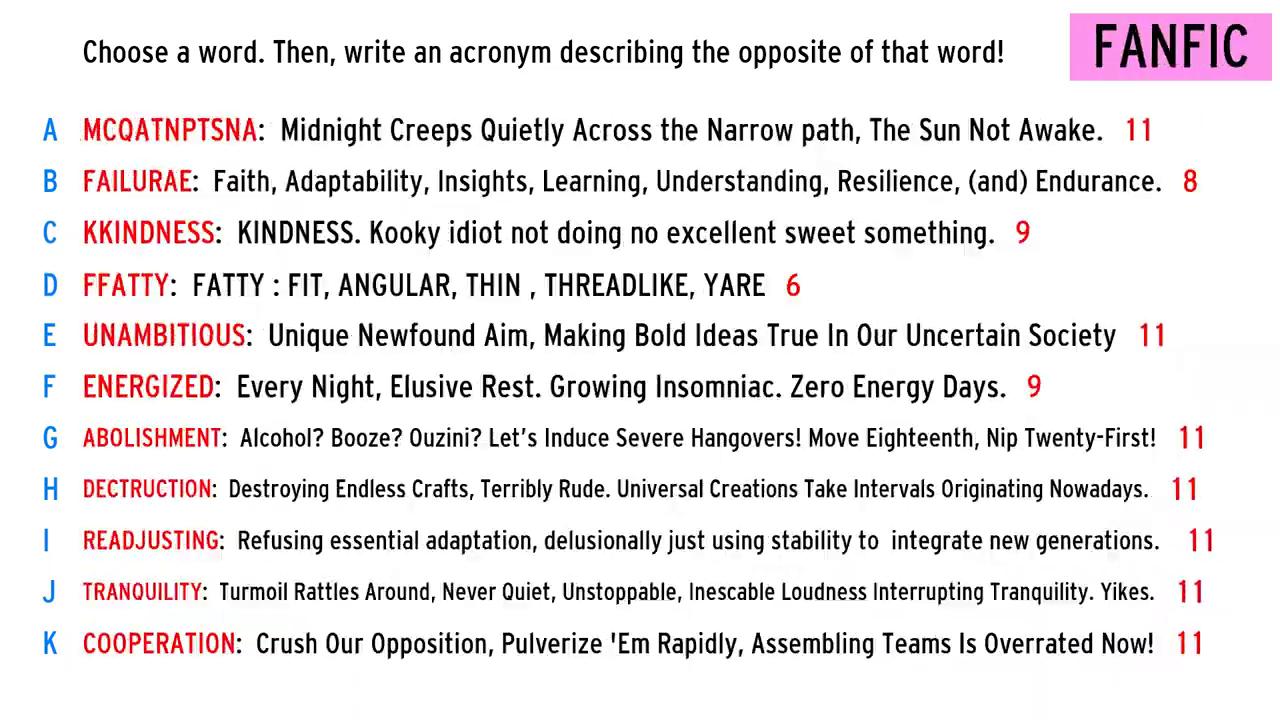 Choose a word. Then, write an acronym describing the opposite of that word!
FANFIC
A MCQATNPTSNA: Midnight Creeps Quietly Across the Narrow path, The Sun Not Awake. 11
B FAILURAE: Faith, Adaptability, Insights, Learning, Understanding, Resilience, (and) Endurance. 8
C KKINDNESS: KINDNESS. Kooky idiot not doing no excellent sweet something. 9
D FFATTY: FATTY : FIT, ANGULAR, THIN , THREADLIKE, YARE 6
E UNAMBITIOUS: Unique Newfound Aim, Making Bold Ideas True In Our Uncertain Society 11
F ENERGIZED: Every Night, Elusive Rest. Growing Insomniac. Zero Energy Days. 9
G ABOLISHMENT: Alcohol? Booze? Ouzini? Let's Induce Severe Hangovers! Move Eighteenth, Nip Twenty-First! 11
H DECTRUCTION: Destroying Endless Crafts, Terribly Rude. Universal Creations Take Intervals Originating Nowadays. 11
I READJUSTING: Refusing essential adaptation, delusionally just using stability to integrate new generations. 11
J TRANQUILITY: Turmoil Rattles Around, Never Quiet, Unstoppable, Inescable Loudness Interrupting Tranquility. Yikes. 11
K COOPERATION: Crush Our Opposition, Pulverize 'Em Rapidly, Assembling Teams Is Overrated Now! 11